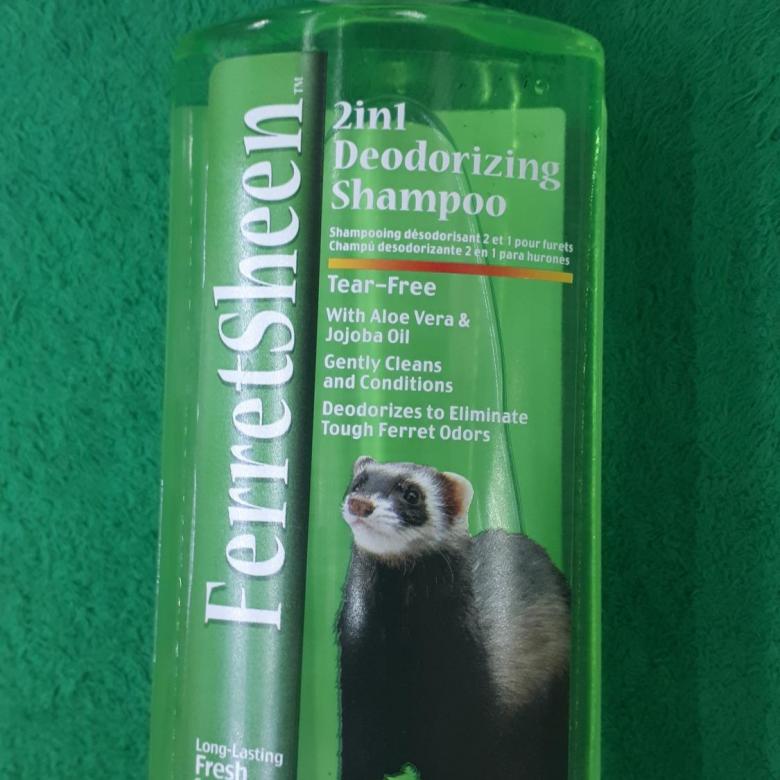 FerretSheen™
2in1
Deodorizing
Shampoo
Shampooing désodorisant 2 et 1 pour furets
Champú desodorizante 2 en 1 para hurones
Tear-Free
With Aloe Vera &
Jojoba Oil
Gently Cleans
and Conditions
Deodorizes to Eliminate
Tough Ferret Odors
Long-Lasting
Fresh